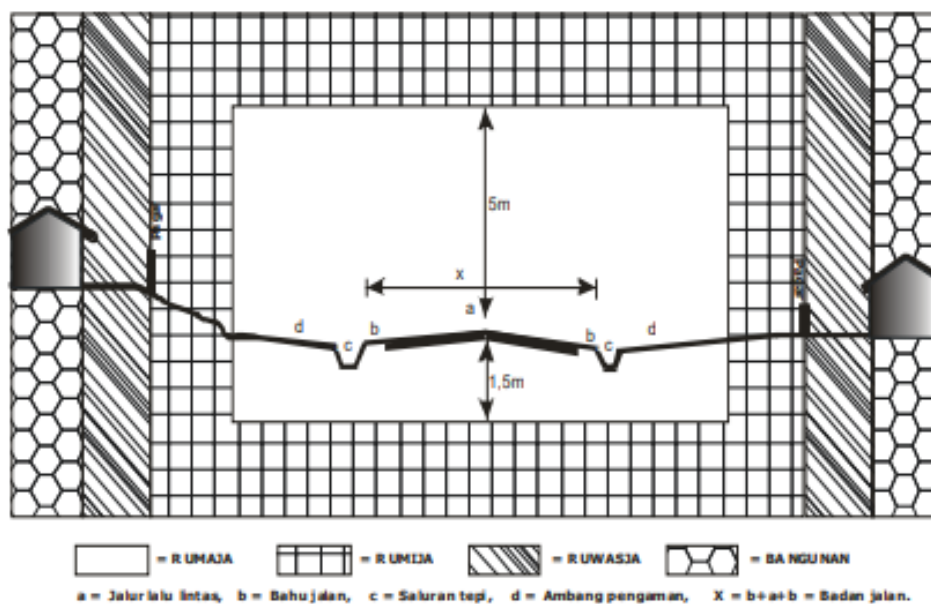 5m
x
a
d
b
b
d
c
c
1,5m
= RUMAJA
= RUMIJA
= RUWASJA
= BANGUNAN
a = Jalur lalu lintas, b = Bahu jalan, c = Saluran tepi, d = Ambang pengaman, X = b+a+b = Badan jalan.